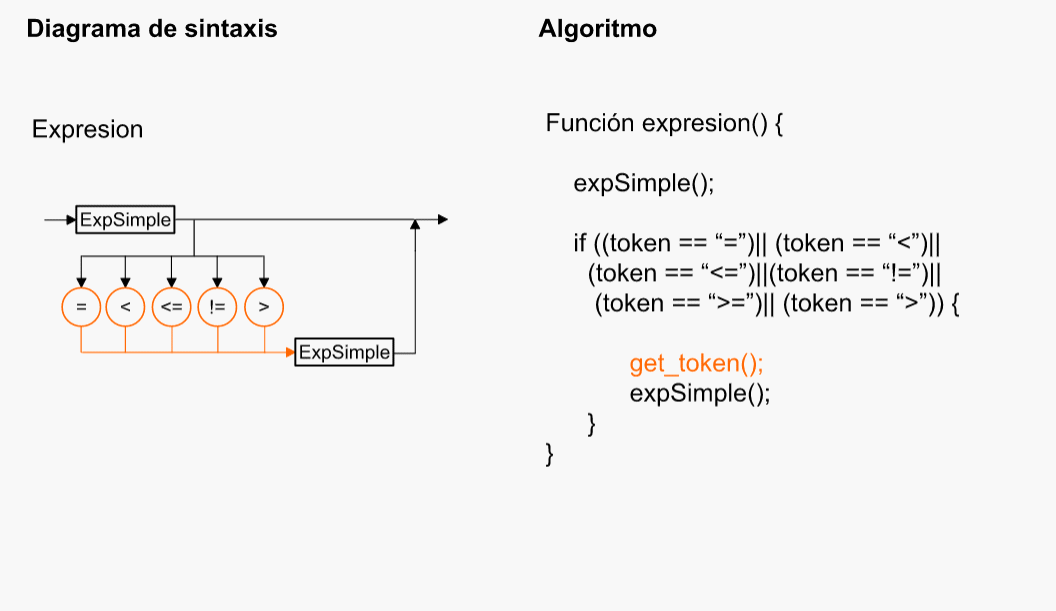 Diagrama de sintaxis
Expresion
ExpSimple
= < <= != >
ExpSimple
Algoritmo
Función expresion() {
expSimple();
if ((token == “=”)|| (token == “<”)||
(token == “<=”)||(token == “!=”)||
(token == “>=”)|| (token == “>”)) {
get_token();
expSimple();
}
}